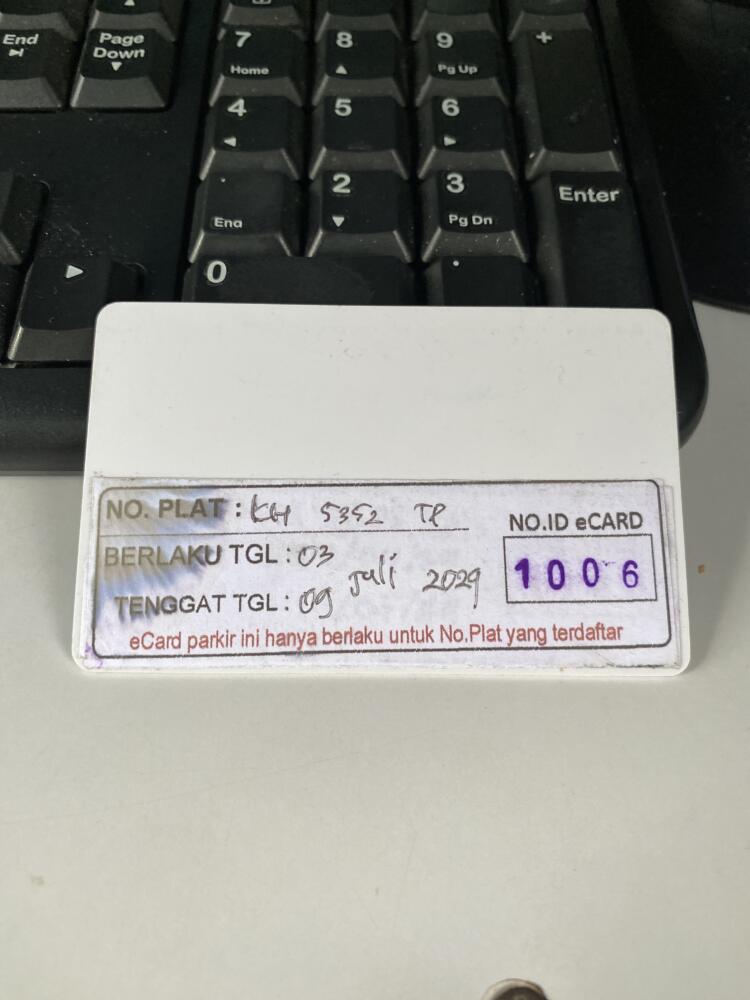 End
Page
Down
7
Home
8
9
Pg Up
+
4
5
6
2
3
Pg Dn
Enter
0
.
NO. PLAT : KH 5352 TP
NO.ID eCARD
BERLAKU TGL : 03
Juli 2029
1006
TENGGAT TGL : 09
eCard parkir ini hanya berlaku untuk No.Plat yang terdaftar